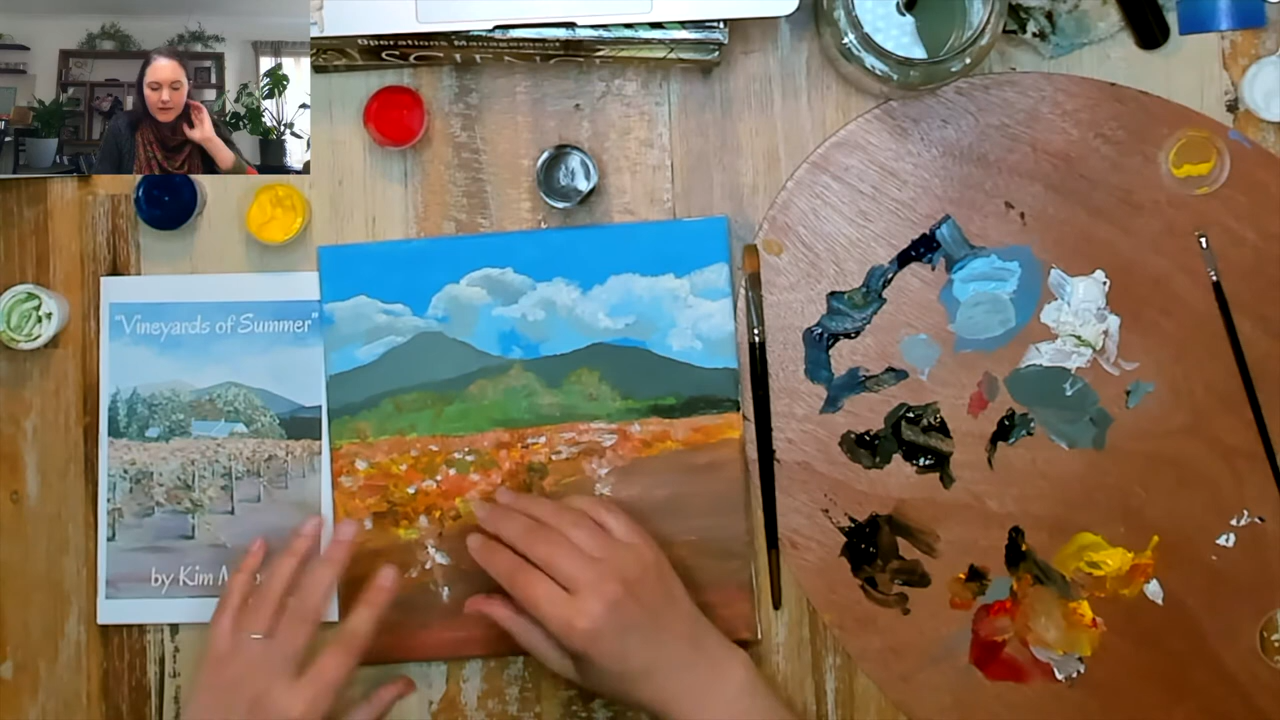 Operations Management
SCIENCE
"Vineyards of Summer"
by Kim